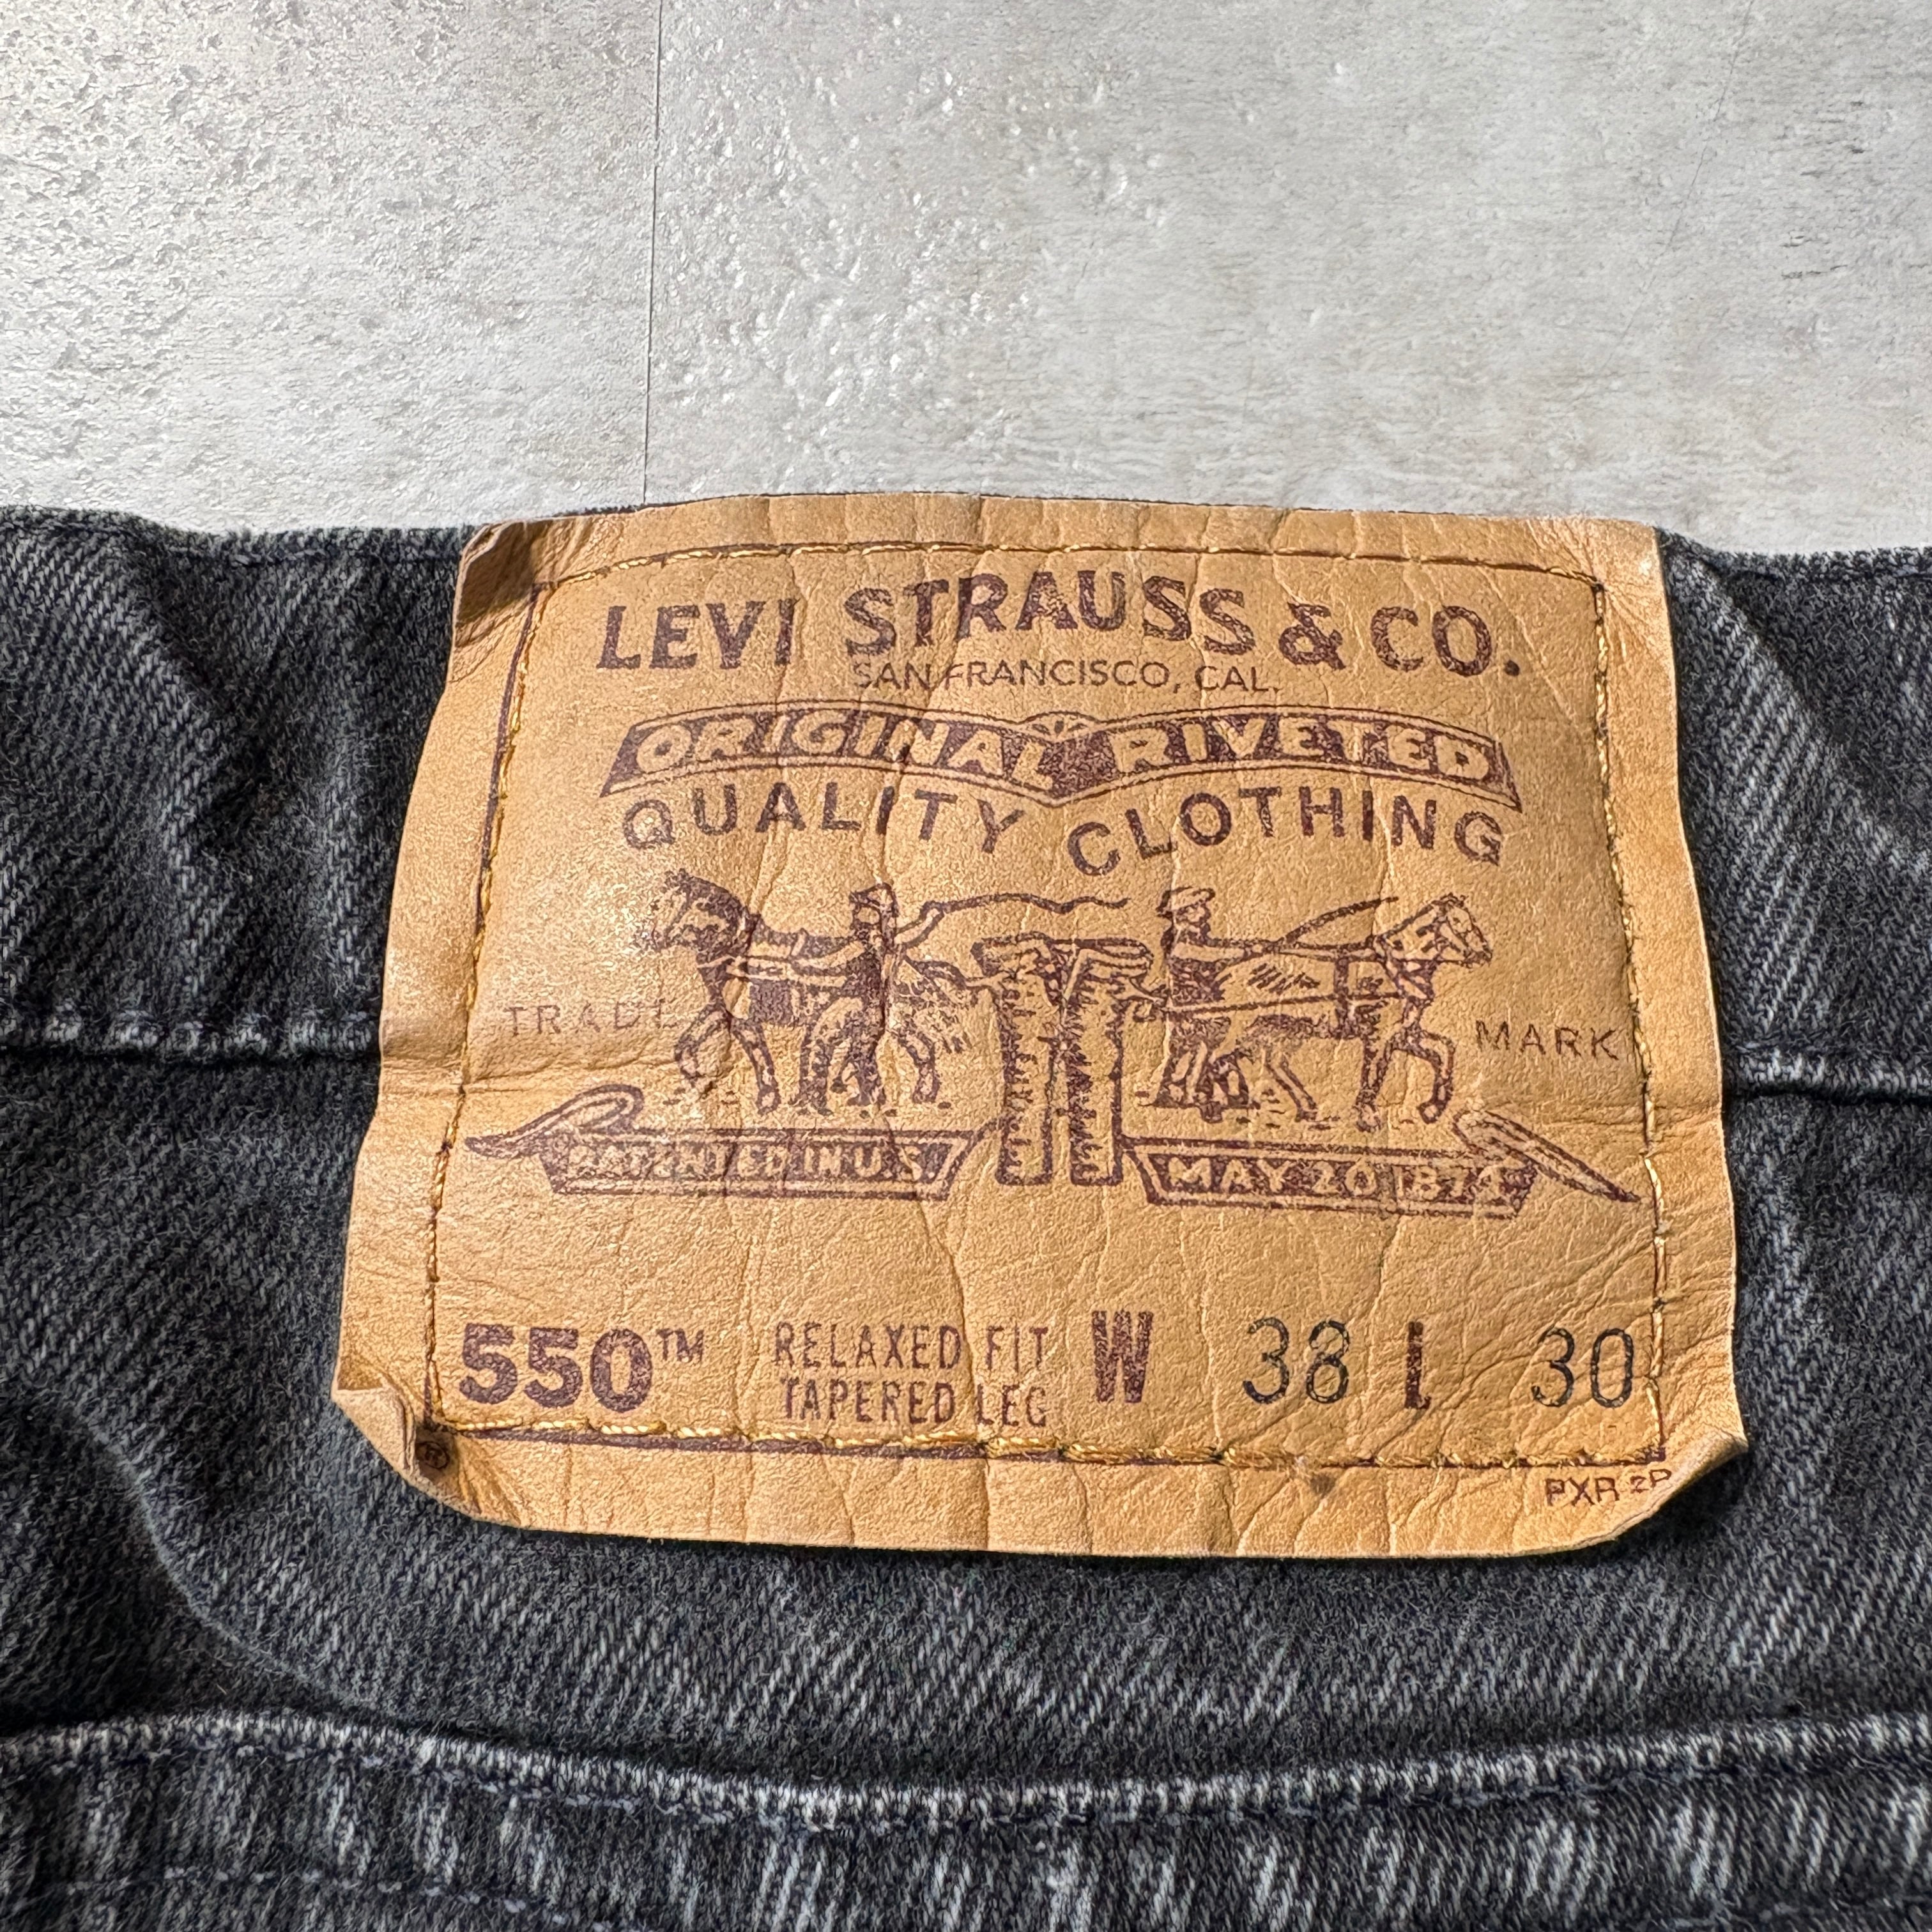 LEVI STRAUSS & CO.
SAN FRANCISCO, CAL.
ORIGINAL RIVETED
QUALITY CLOTHING
TRADE MARK
PATENTED IN U.S. MAY 20 1874
550™ RELAXED FIT W 38 L 30
TAPERED LEG
®
PXR 2P